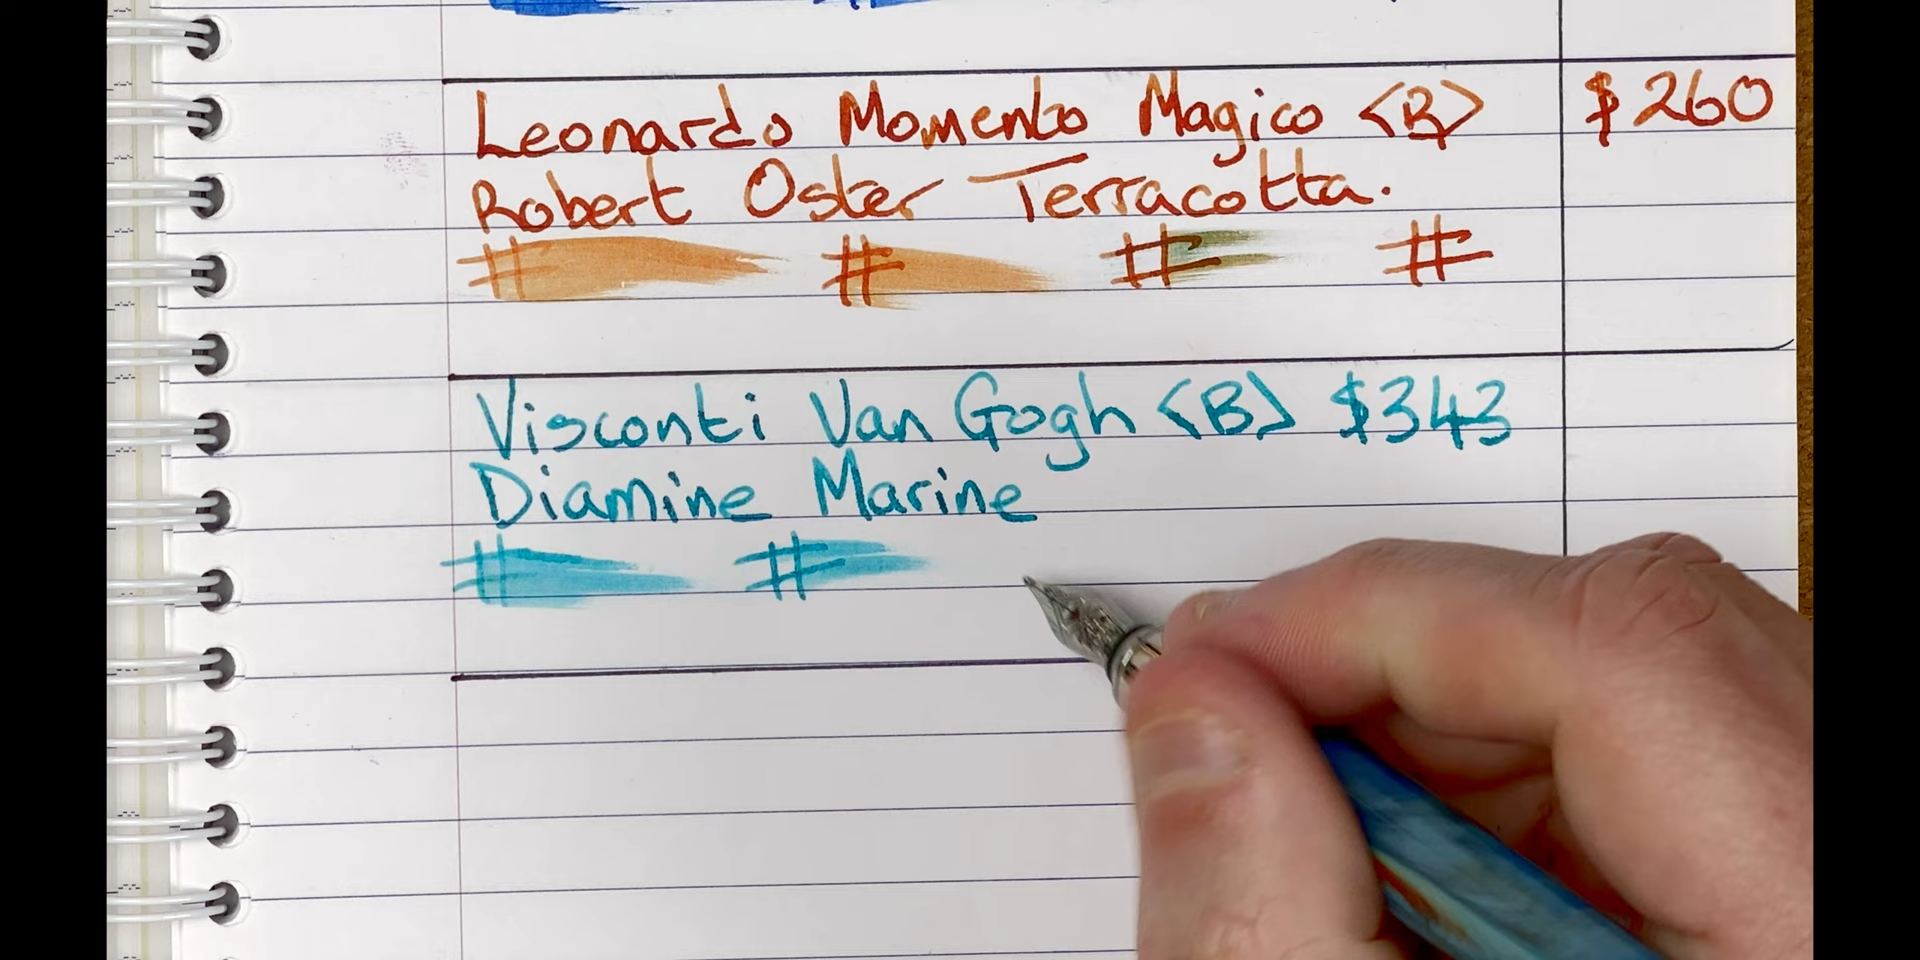 Leonardo Momento Magico <B> $260
Robert Oster Terracotta.
# # # #
Visconti Van Gogh <B> $343
Diamine Marine
# #